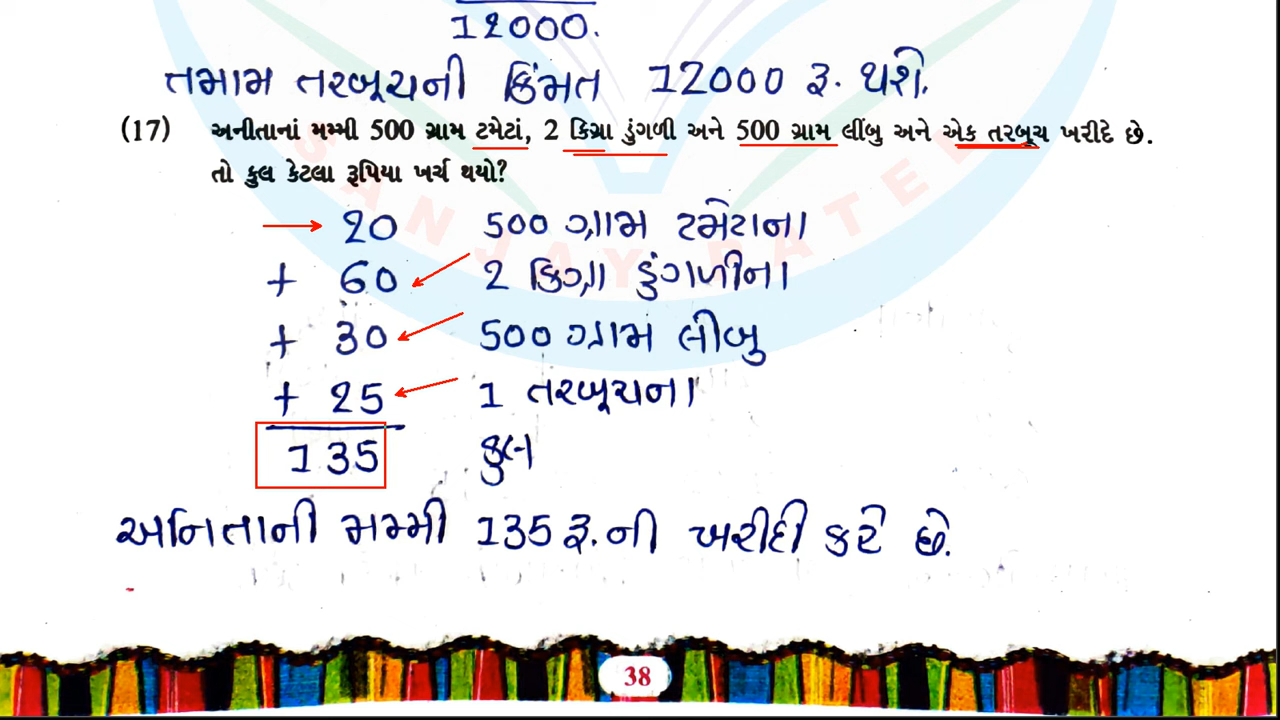 12000.
તમામ તરબૂચની કિંમત 12000 રૂ. થશે.
(17) અનીતાનાં મમ્મી 500 ગ્રામ ટમેટાં, 2 કિગ્રા ડુંગળી અને 500 ગ્રામ લીંબુ અને એક તરબૂચ ખરીદે છે.
તો કુલ કેટલા રૂપિયા ખર્ચ થયો?
20 500 ગ્રામ ટમેટાના
+ 60 2 કિગ્રા ડુંગળીના
+ 30 500 ગ્રામ લીંબુ
+ 25 1 તરબૂચના
135 કુલ
અનિતાની મમ્મી 135 રૂ.ની ખરીદી કરે છે.
SANJAY PATEL
38